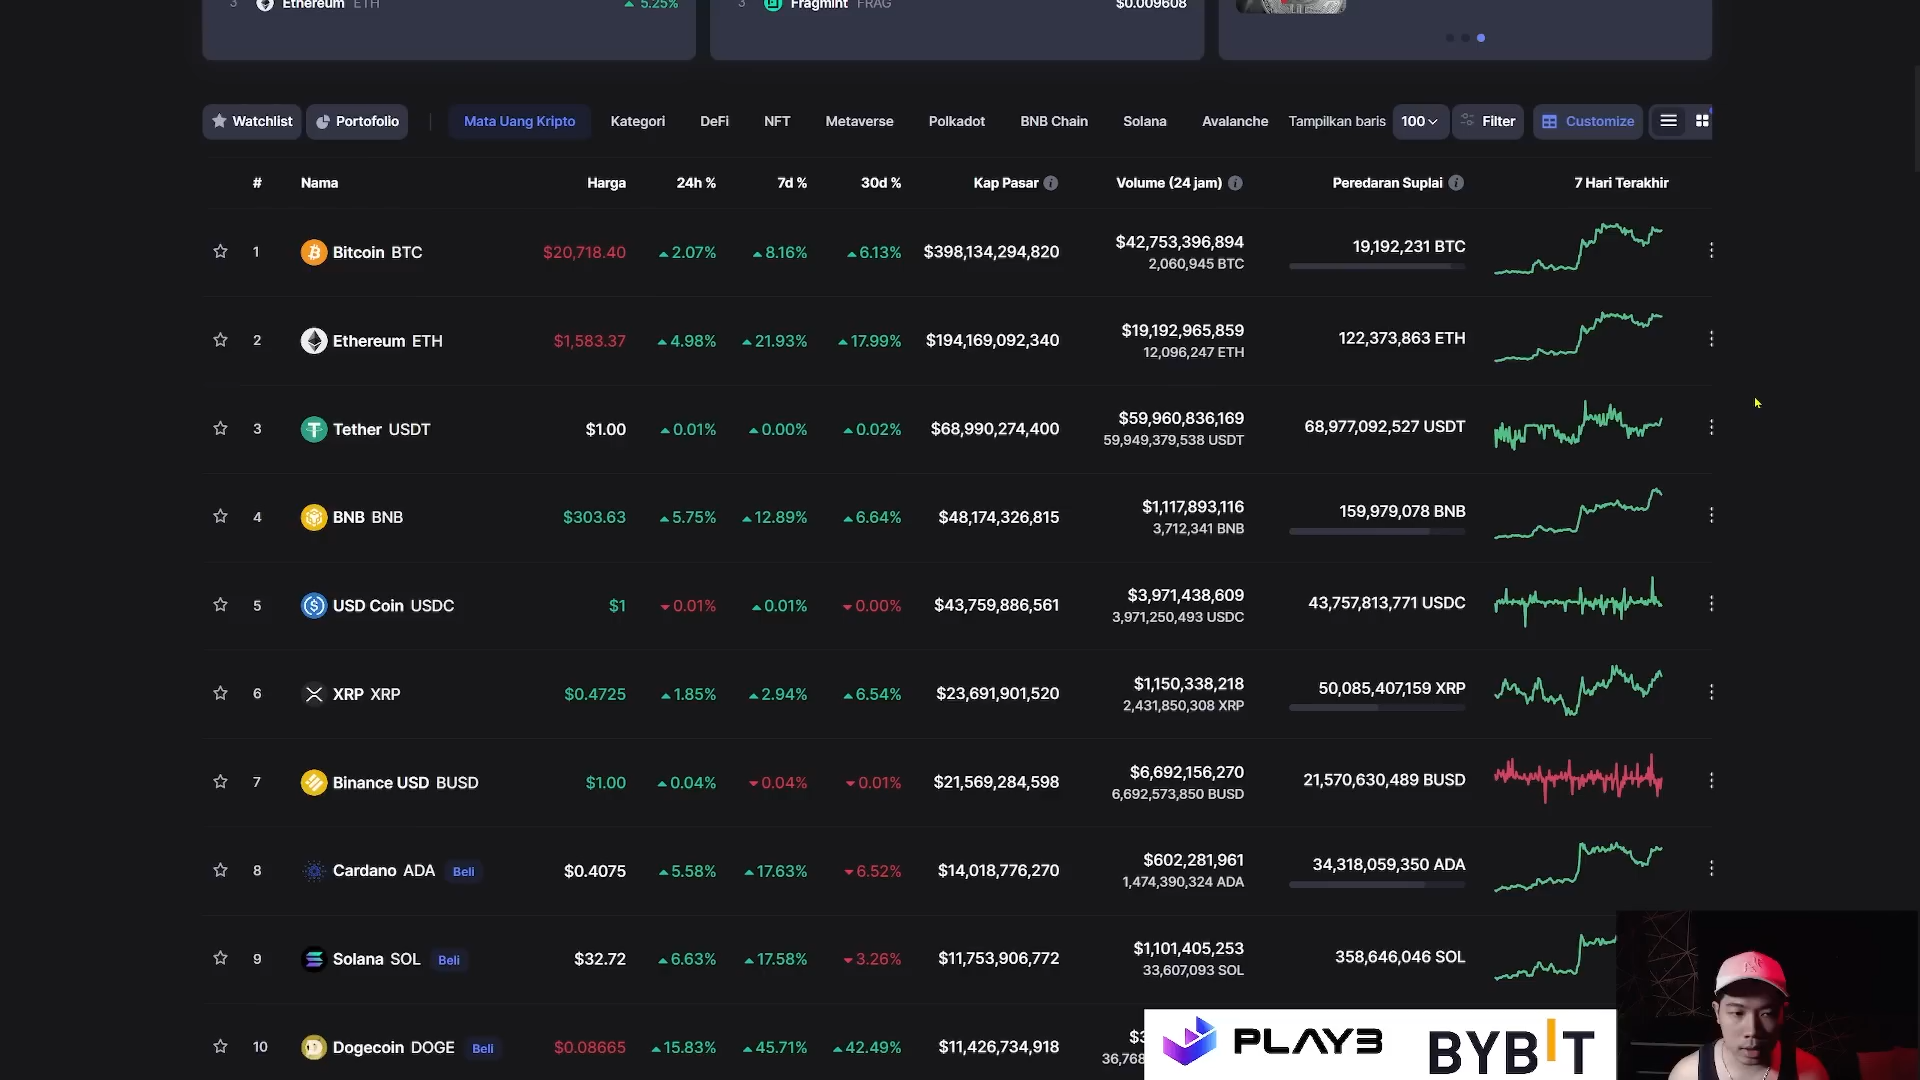 3 Ethereum ETH 5.25%
3 Fragmint FRAG $0.009608
Watchlist Portofolio Mata Uang Kripto Kategori DeFi NFT Metaverse Polkadot BNB Chain Solana Avalanche Tampilkan baris 100 Filter Customize
# Nama Harga 24h % 7d % 30d % Kap Pasar Volume (24 jam) Peredaran Suplai 7 Hari Terakhir
1 Bitcoin BTC $20,718.40 2.07% 8.16% 6.13% $398,134,294,820 $42,753,396,894 19,192,231 BTC
2,060,945 BTC
2 Ethereum ETH $1,583.37 4.98% 21.93% 17.99% $194,169,092,340 $19,192,965,859 122,373,863 ETH
12,096,247 ETH
3 Tether USDT $1.00 0.01% 0.00% 0.02% $68,990,274,400 $59,960,836,169 68,977,092,527 USDT
59,949,379,538 USDT
4 BNB BNB $303.63 5.75% 12.89% 6.64% $48,174,326,815 $1,117,893,116 159,979,078 BNB
3,712,341 BNB
5 USD Coin USDC $1 0.01% 0.01% 0.00% $43,759,886,561 $3,971,438,609 43,757,813,771 USDC
3,971,250,493 USDC
6 XRP XRP $0.4725 1.85% 2.94% 6.54% $23,691,901,520 $1,150,338,218 50,085,407,159 XRP
2,431,850,308 XRP
7 Binance USD BUSD $1.00 0.04% 0.04% 0.01% $21,569,284,598 $6,692,156,270 21,570,630,489 BUSD
6,692,573,850 BUSD
8 Cardano ADA Beli $0.4075 5.58% 17.63% 6.52% $14,018,776,270 $602,281,961 34,318,059,350 ADA
1,474,390,324 ADA
9 Solana SOL Beli $32.72 6.63% 17.58% 3.26% $11,753,906,772 $1,101,405,253 358,646,046 SOL
33,607,093 SOL
10 Dogecoin DOGE Beli $0.08665 15.83% 45.71% 42.49% $11,426,734,918
36,768
PLAY3 BYBIT